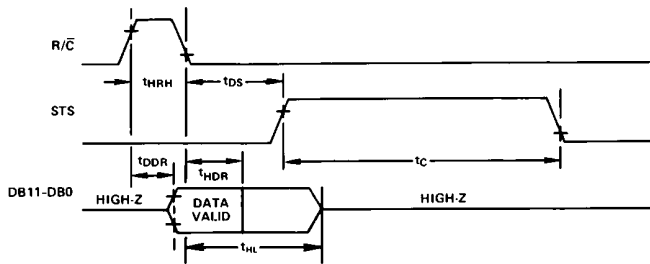 R/C̅
tHRH
tDS
STS
tC
tDDR
tHDR
DB11-DB0
HIGH-Z
DATA
VALID
HIGH-Z
tHL